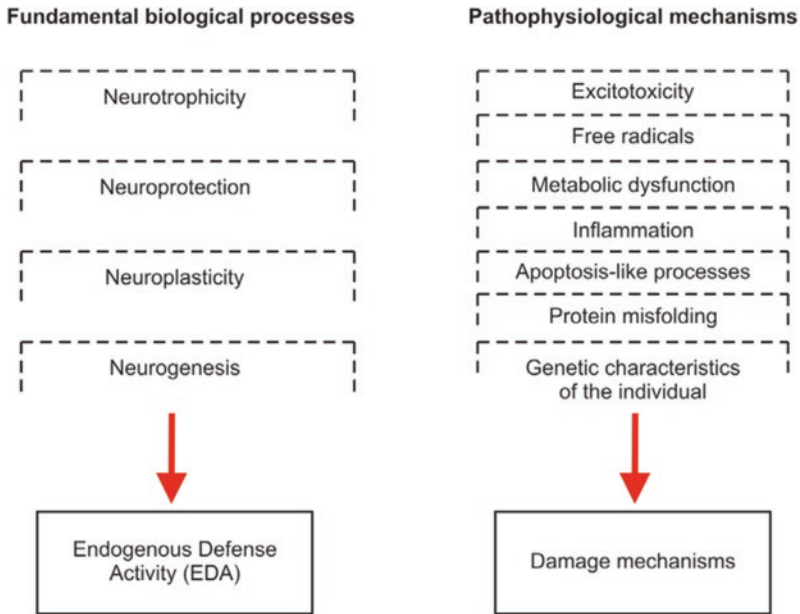 Fundamental biological processes
Neurotrophicity
Neuroprotection
Neuroplasticity
Neurogenesis
Endogenous Defense
Activity (EDA)
Pathophysiological mechanisms
Excitotoxicity
Free radicals
Metabolic dysfunction
Inflammation
Apoptosis-like processes
Protein misfolding
Genetic characteristics
of the individual
Damage mechanisms